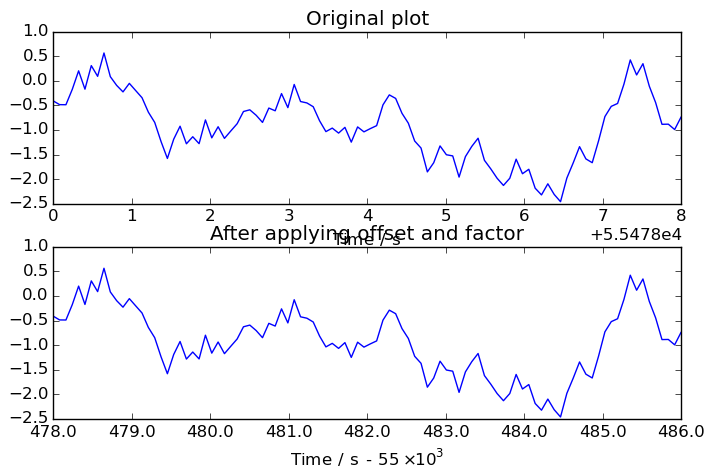 Original plot
1.0
0.5
0.0
−0.5
−1.0
−1.5
−2.0
−2.5
0 1 2 3 4 5 6 7 8
Time / s
+5.5478e4
After applying offset and factor
1.0
0.5
0.0
−0.5
−1.0
−1.5
−2.0
−2.5
478.0 479.0 480.0 481.0 482.0 483.0 484.0 485.0 486.0
Time / s - 55 ×10³